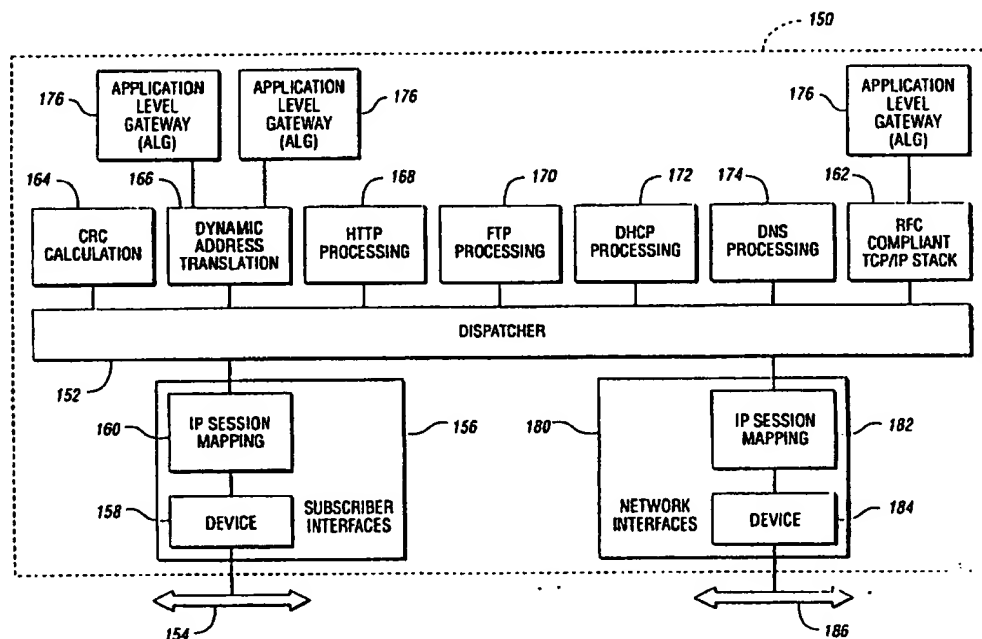 150
176
APPLICATION
LEVEL
GATEWAY
(ALG)
APPLICATION
LEVEL
GATEWAY
(ALG)
176
176
APPLICATION
LEVEL
GATEWAY
(ALG)
164
CRC
CALCULATION
166
DYNAMIC
ADDRESS
TRANSLATION
168
HTTP
PROCESSING
170
FTP
PROCESSING
172
DHCP
PROCESSING
174
DNS
PROCESSING
162
RFC
COMPLIANT
TCP/IP STACK
DISPATCHER
152
160
IP SESSION
MAPPING
156
158
DEVICE
SUBSCRIBER
INTERFACES
180
IP SESSION
MAPPING
182
NETWORK
INTERFACES
DEVICE
184
154
186